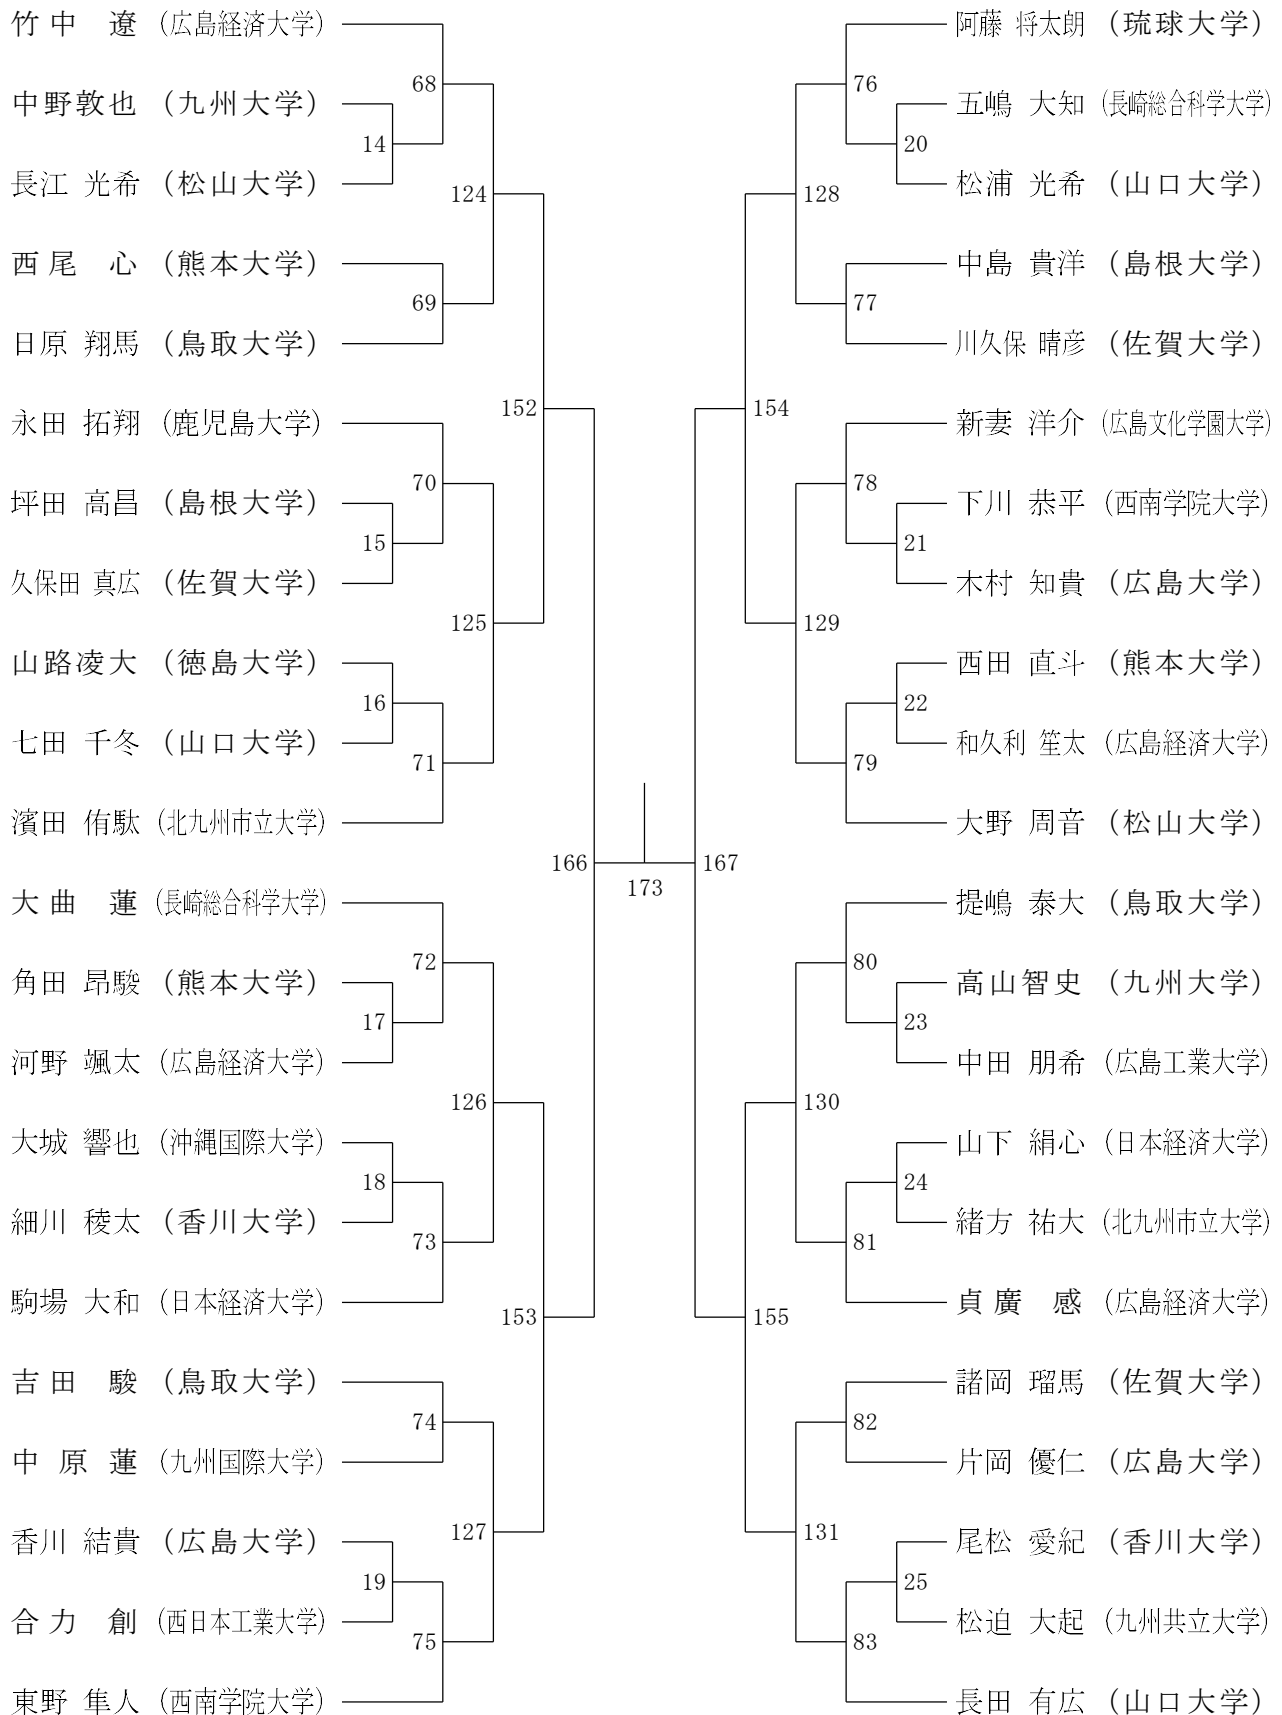 竹中 遼 （広島経済大学）
68
中野敦也 （九州大学）
14
長江 光希 （松山大学）
124
西尾 心 （熊本大学）
69
日原 翔馬 （鳥取大学）
152
永田 拓翔 （鹿児島大学）
70
坪田 高昌 （島根大学）
15
久保田 真広 （佐賀大学）
125
山路凌大 （徳島大学）
16
七田 千冬 （山口大学）
71
濱田 侑駄 （北九州市立大学）
166
大曲 蓮 （長崎総合科学大学）
72
角田 昂駿 （熊本大学）
17
河野 颯太 （広島経済大学）
126
大城 響也 （沖縄国際大学）
18
細川 稜太 （香川大学）
73
駒場 大和 （日本経済大学）
153
吉田 駿 （鳥取大学）
74
中原 蓮 （九州国際大学）
127
香川 結貴 （広島大学）
19
合力 創 （西日本工業大学）
75
東野 隼人 （西南学院大学）
173
阿藤 将太朗 （琉球大学）
76
五嶋 大知 （長崎総合科学大学）
20
松浦 光希 （山口大学）
128
中島 貴洋 （島根大学）
77
川久保 晴彦 （佐賀大学）
154
新妻 洋介 （広島文化学園大学）
78
下川 恭平 （西南学院大学）
21
木村 知貴 （広島大学）
129
西田 直斗 （熊本大学）
22
和久利 笙太 （広島経済大学）
79
大野 周音 （松山大学）
167
提嶋 泰大 （鳥取大学）
80
高山智史 （九州大学）
23
中田 朋希 （広島工業大学）
130
山下 絹心 （日本経済大学）
24
緒方 祐大 （北九州市立大学）
81
貞廣 感 （広島経済大学）
155
諸岡 瑠馬 （佐賀大学）
82
片岡 優仁 （広島大学）
131
尾松 愛紀 （香川大学）
25
松迫 大起 （九州共立大学）
83
長田 有広 （山口大学）